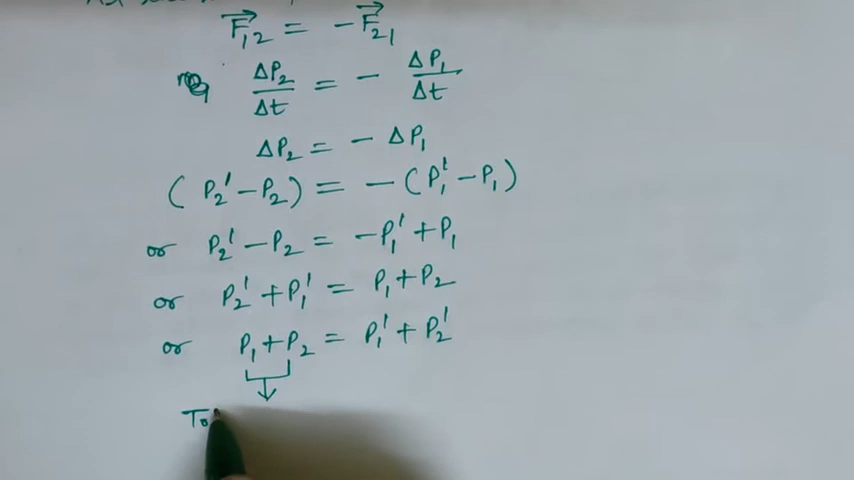 F⃗₁₂ = - F⃗₂₁
ΔP₂/Δt = - ΔP₁/Δt
ΔP₂ = - ΔP₁
(P₂' - P₂) = - (P₁' - P₁)
or P₂' - P₂ = - P₁' + P₁
or P₂' + P₁' = P₁ + P₂
or P₁ + P₂ = P₁' + P₂'
To